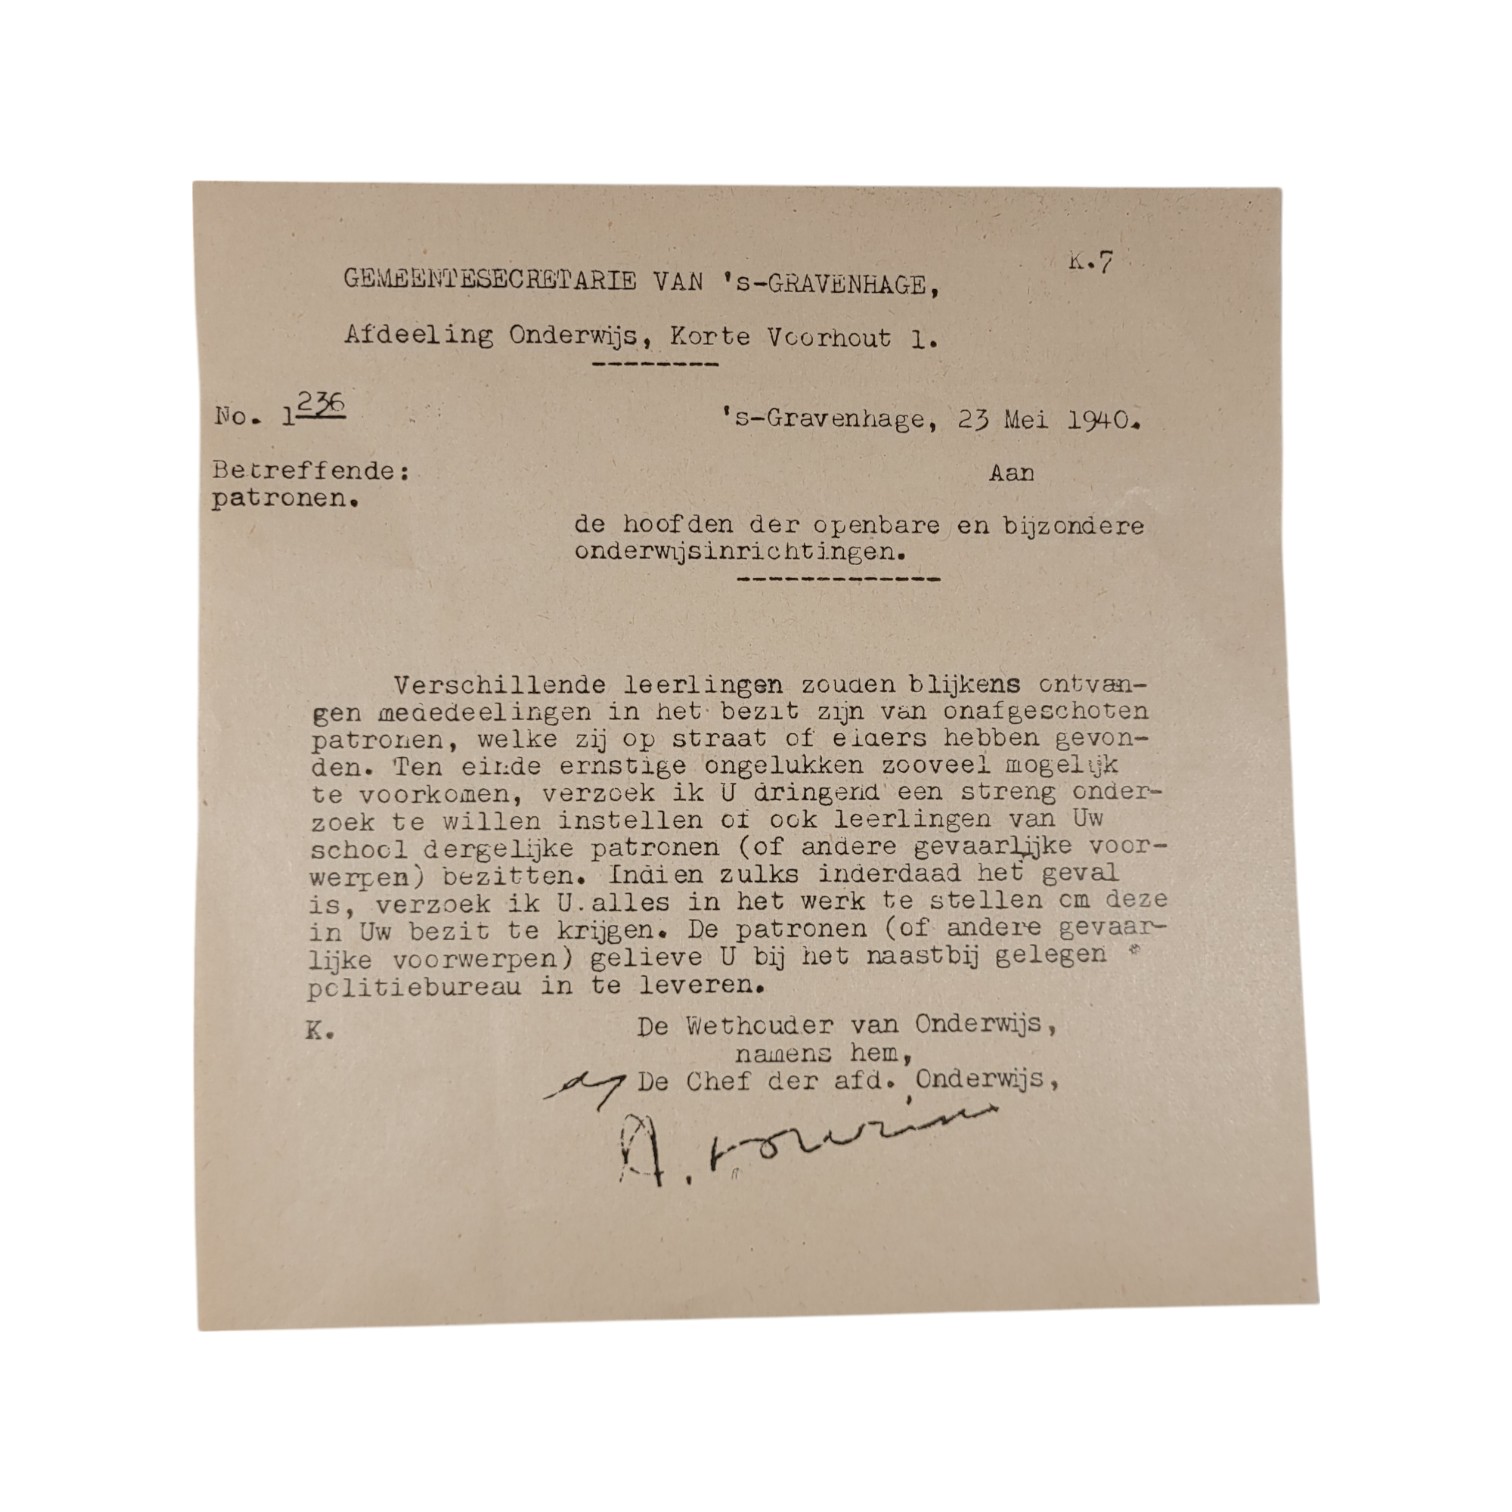 K.7
GEMEENTESECRETARIE VAN 's-GRAVENHAGE,
Afdeeling Onderwijs, Korte Voorhout 1.
No. 1236
's-Gravenhage, 23 Mei 1940.
Betreffende:
patronen.
Aan
de hoofden der openbare en bijzondere
onderwijsinrichtingen.
Verschillende leerlingen zouden blijkens ontvan-
gen mededeelingen in het bezit zijn van onafgeschoten
patronen, welke zij op straat of elders hebben gevon-
den. Ten einde ernstige ongelukken zooveel mogelijk
te voorkomen, verzoek ik U dringend een streng onder-
zoek te willen instellen of ook leerlingen van Uw
school dergelijke patronen (of andere gevaarlijke voor-
werpen) bezitten. Indien zulks inderdaad het geval
is, verzoek ik U alles in het werk te stellen om deze
in Uw bezit te krijgen. De patronen (of andere gevaar-
lijke voorwerpen) gelieve U bij het naastbij gelegen
politiebureau in te leveren.
K.
De Wethouder van Onderwijs,
namens hem,
De Chef der afd. Onderwijs,